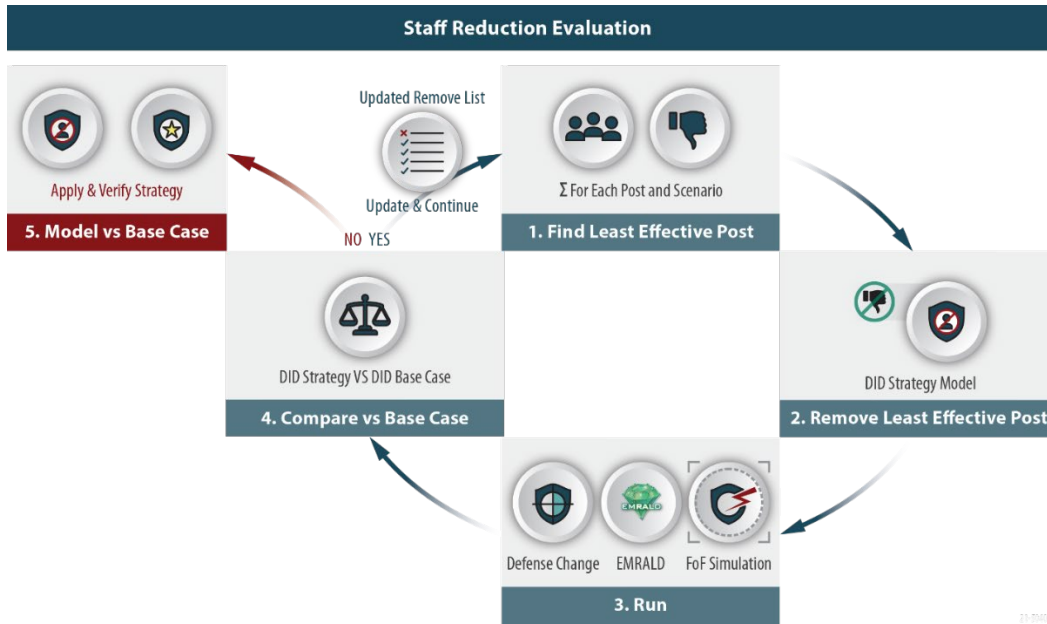 Staff Reduction Evaluation
Updated Remove List
Update & Continue
Apply & Verify Strategy
5. Model vs Base Case
NO YES
Σ For Each Post and Scenario
1. Find Least Effective Post
DID Strategy Model
2. Remove Least Effective Post
DID Strategy VS DID Base Case
4. Compare vs Base Case
EMRALD
Defense Change
EMRALD
FoF Simulation
3. Run